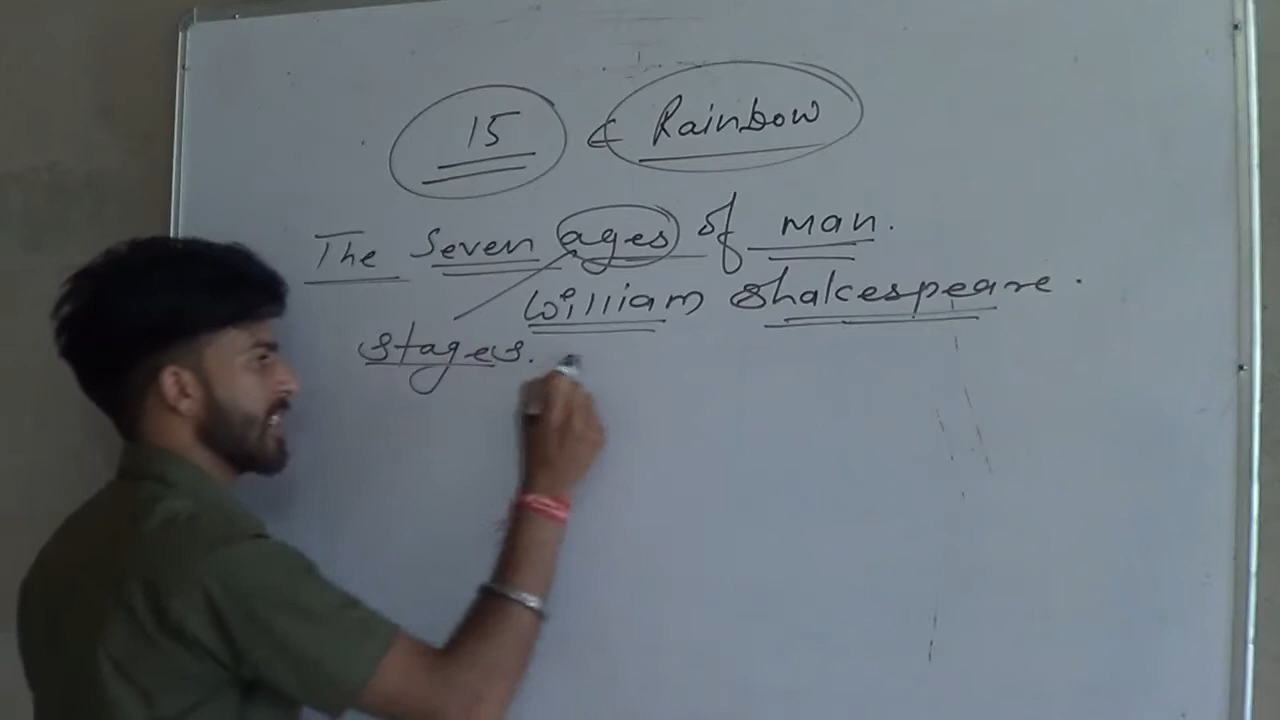 15 Rainbow
The Seven ages of man.
William Shakespeare.
stages.